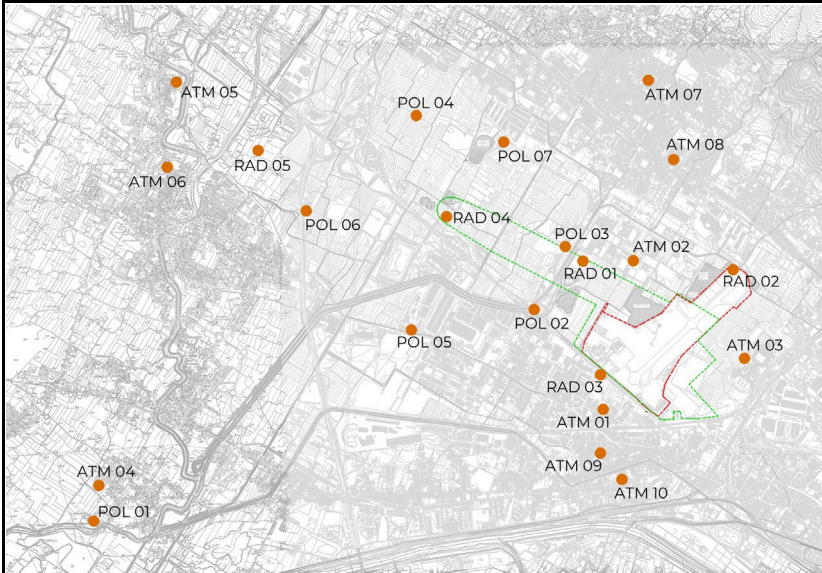 ATM 05
ATM 07
POL 04
POL 07
RAD 05
ATM 08
ATM 06
POL 06
RAD 04
POL 03
ATM 02
RAD 01
RAD 02
POL 02
POL 05
ATM 03
RAD 03
ATM 01
ATM 09
ATM 04
ATM 10
POL 01